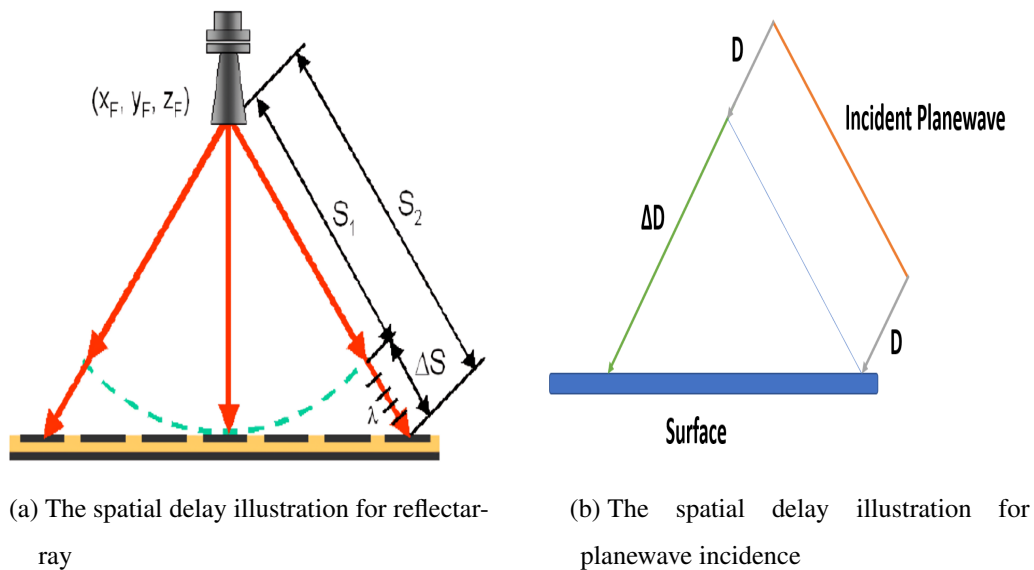 (x_F, y_F, z_F)
S_1
S_2
ΔS
λ
D
Incident Planewave
ΔD
D
Surface
(a) The spatial delay illustration for reflectar-
ray
(b) The spatial delay illustration for
planewave incidence